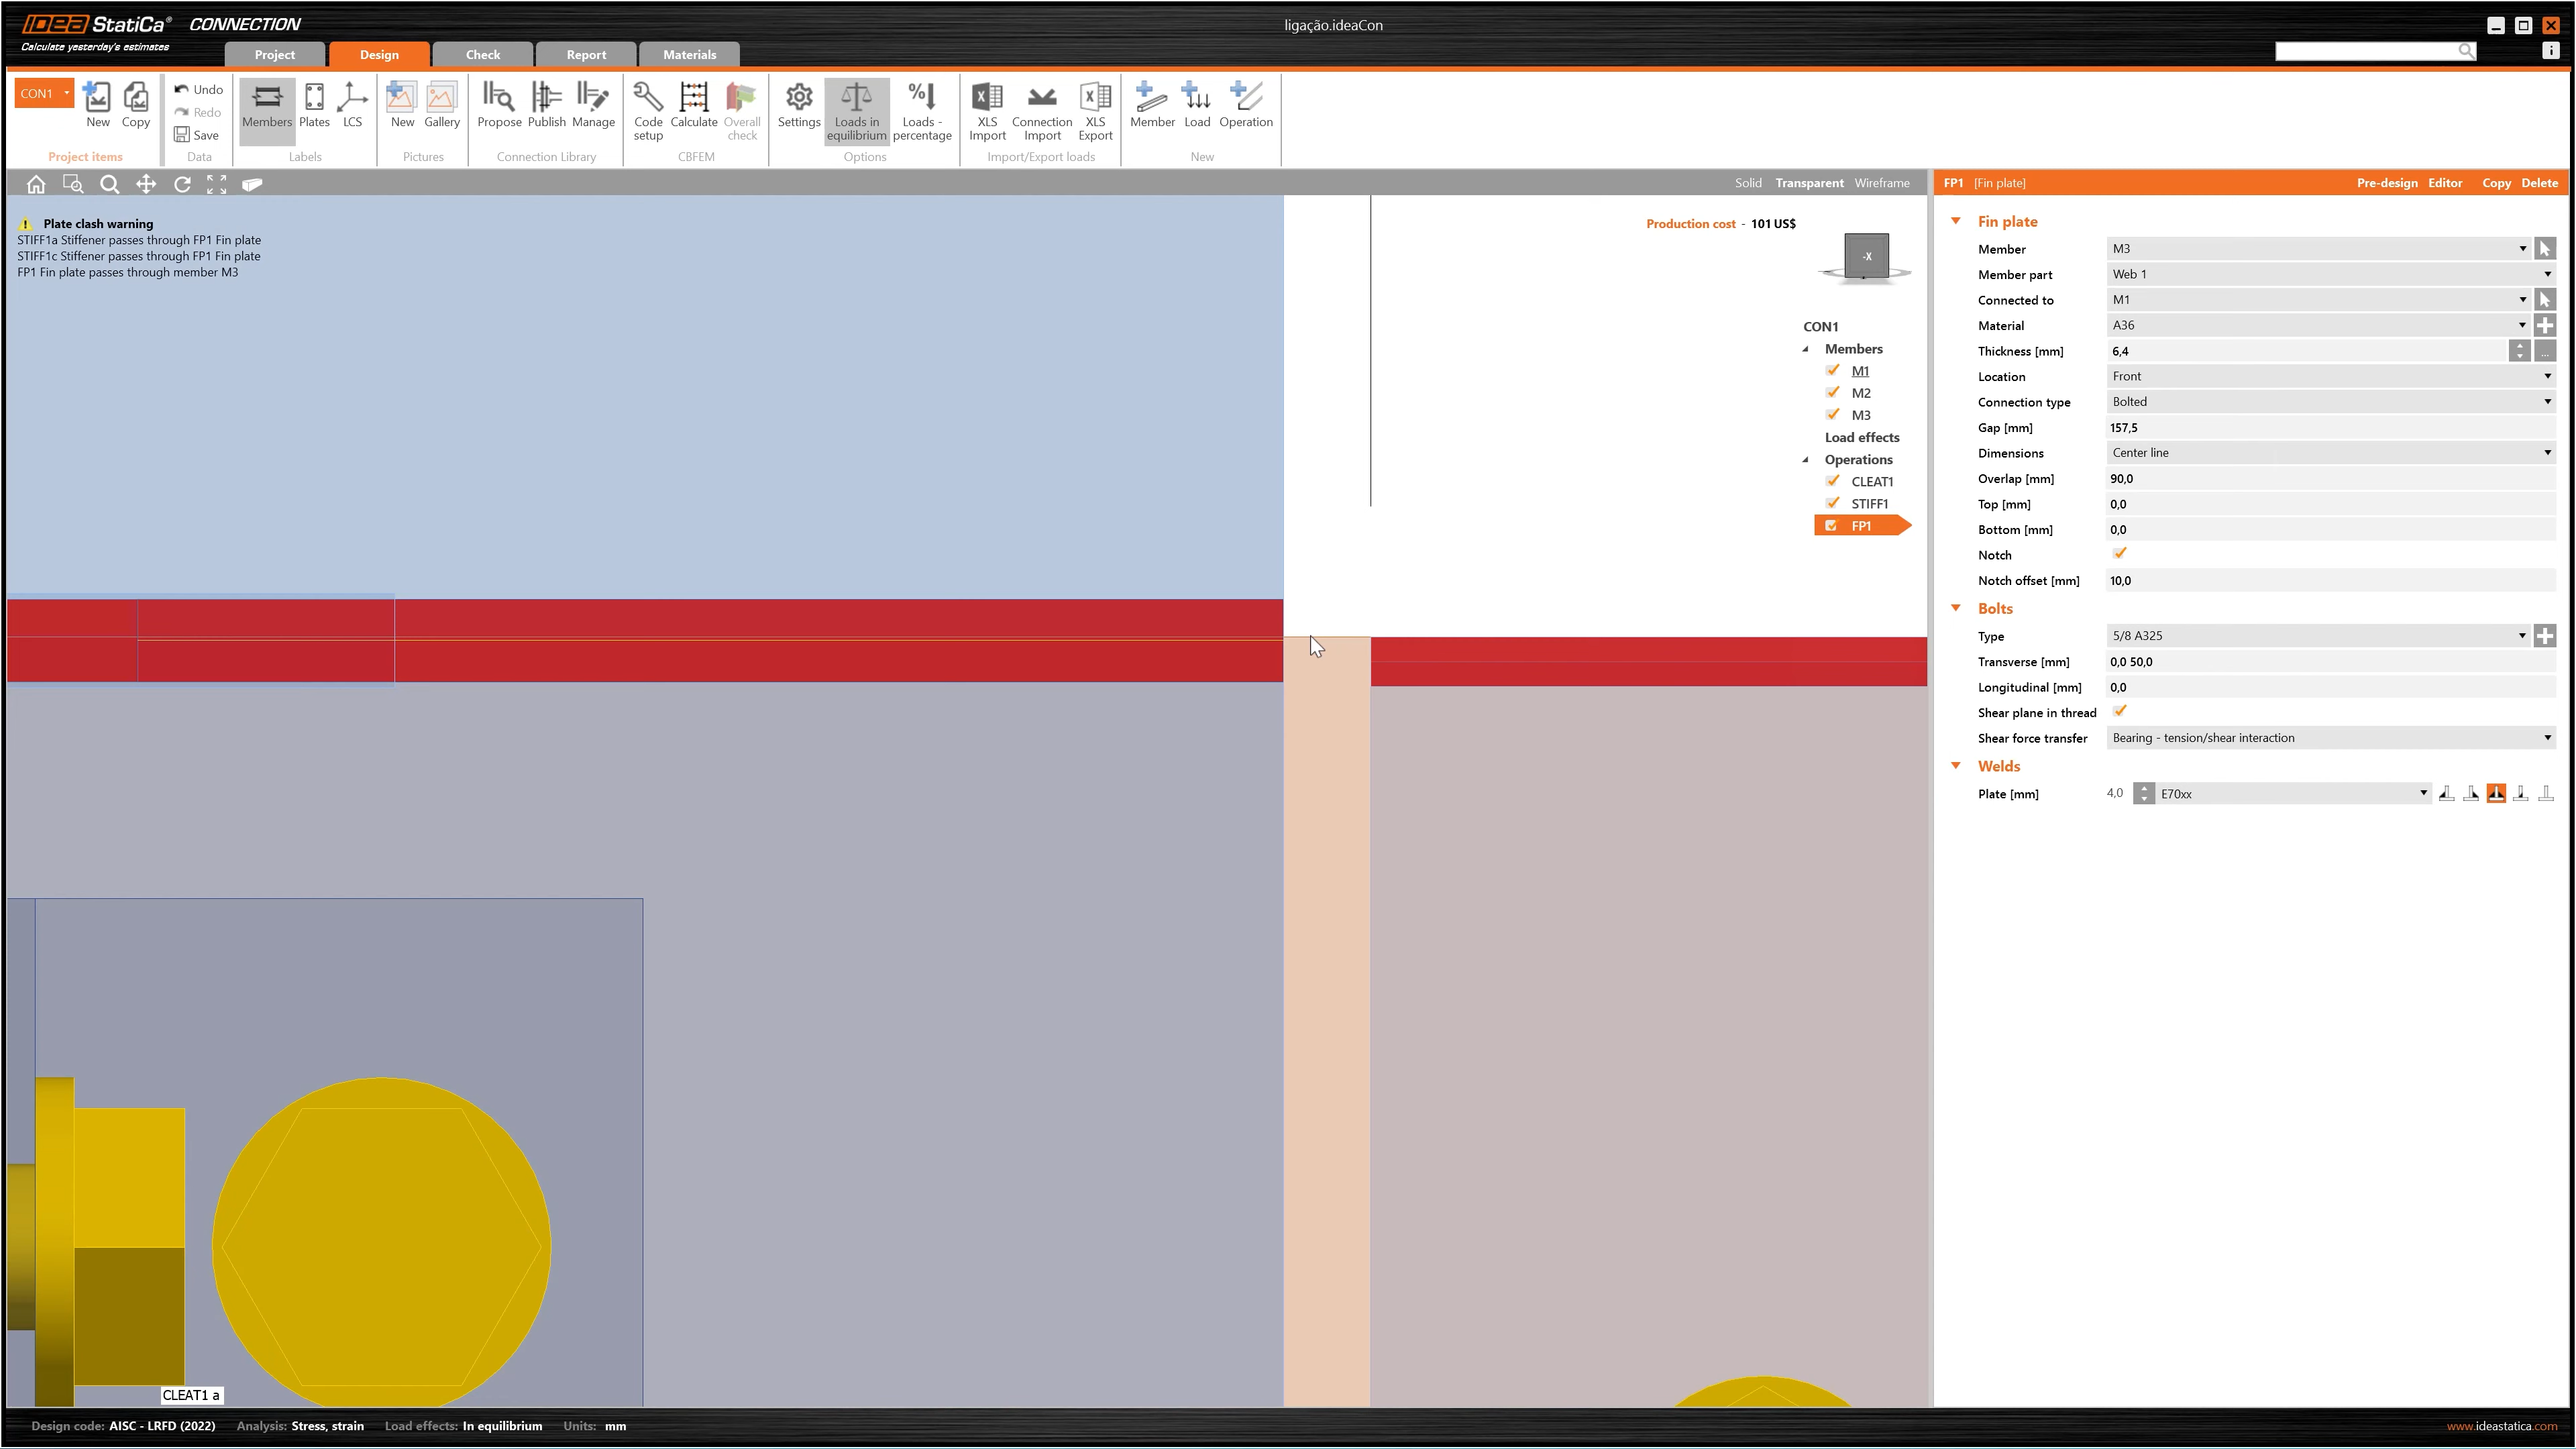 IDEA StatiCa® CONNECTION
Calculate yesterday's estimates
ligação.ideaCon
Project Design Check Report Materials
CON1
New Copy
Project items
Undo
Redo
Save
Data
Members Plates LCS
Labels
New Gallery
Pictures
Propose Publish Manage
Connection Library
Code setup Calculate Overall check
CBFEM
Settings Loads in equilibrium Loads - percentage
Options
XLS Import Connection Import XLS Export
Import/Export loads
Member Load Operation
New
Solid Transparent Wireframe
FP1 [Fin plate] Pre-design Editor Copy Delete
Plate clash warning
STIFF1a Stiffener passes through FP1 Fin plate
STIFF1c Stiffener passes through FP1 Fin plate
FP1 Fin plate passes through member M3
Production cost - 101 US$
-X
CON1
Members
M1
M2
M3
Load effects
Operations
CLEAT1
STIFF1
FP1
Fin plate
Member M3
Member part Web 1
Connected to M1
Material A36
Thickness [mm] 6,4 ...
Location Front
Connection type Bolted
Gap [mm] 157,5
Dimensions Center line
Overlap [mm] 90,0
Top [mm] 0,0
Bottom [mm] 0,0
Notch
Notch offset [mm] 10,0
Bolts
Type 5/8 A325
Transverse [mm] 0,0 50,0
Longitudinal [mm] 0,0
Shear plane in thread
Shear force transfer Bearing - tension/shear interaction
Welds
Plate [mm] 4,0 E70xx
CLEAT1 a
Design code: AISC - LRFD (2022) Analysis: Stress, strain Load effects: In equilibrium Units: mm
www.ideastatica.com